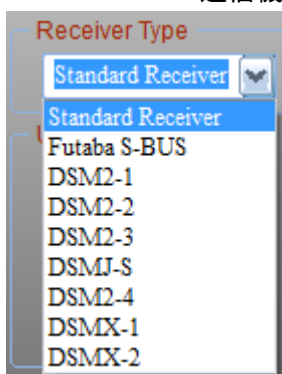 Receiver Type
Standard Receiver
Standard Receiver
Futaba S-BUS
DSM2-1
DSM2-2
DSM2-3
DSMJ-S
DSM2-4
DSMX-1
DSMX-2